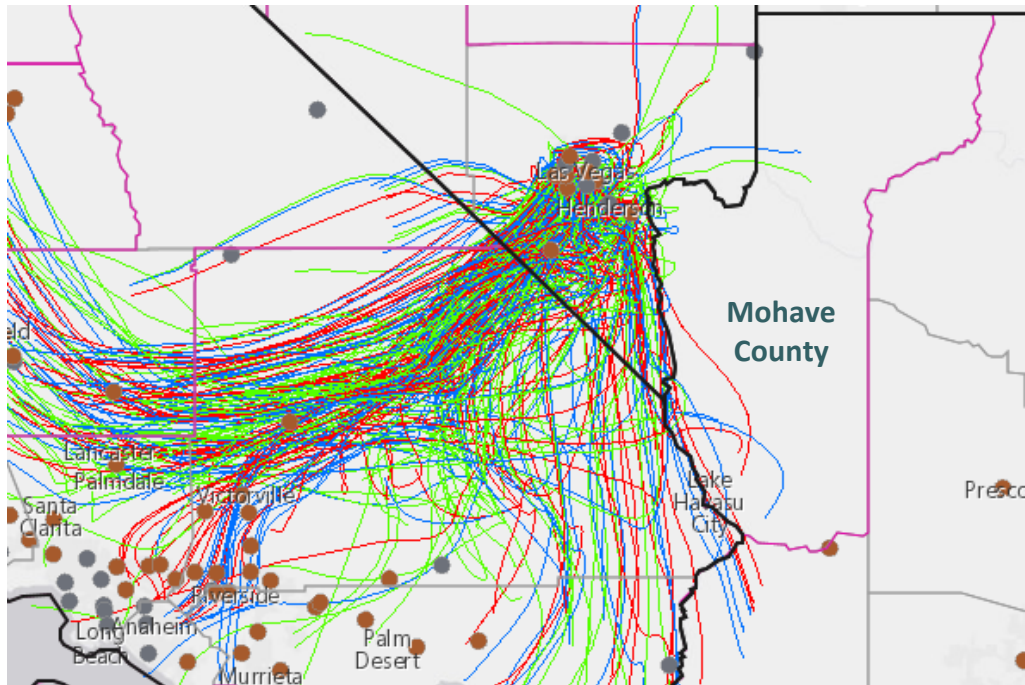 Las Vegas
Henderson
Mohave
County
eld
Lancaster
Palmdale
Victorville
Santa
Clarita
Lake
Havasu
City
Presco
Riverside
Anaheim
Long
Beach
Palm
Desert
Murrieta